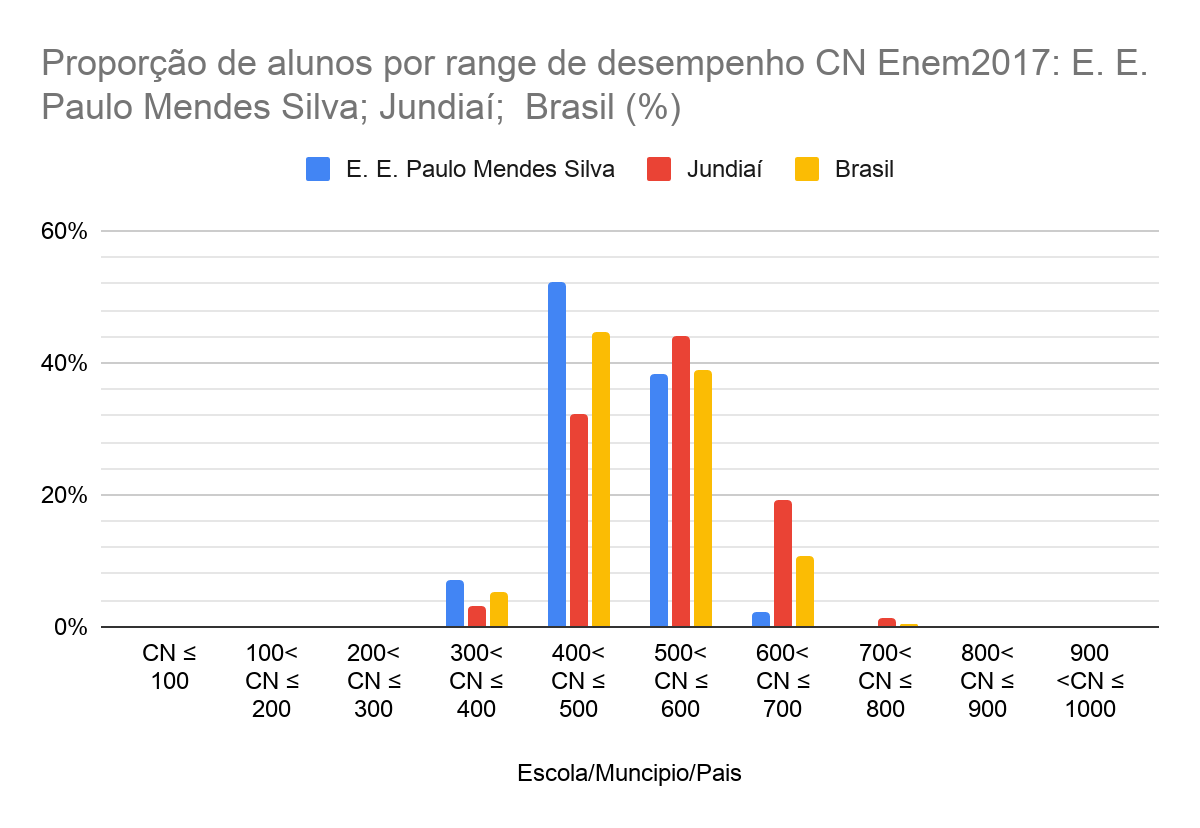 Proporção de alunos por range de desempenho CN Enem2017: E. E.
Paulo Mendes Silva; Jundiaí;  Brasil (%)
E. E. Paulo Mendes Silva
Jundiaí
Brasil
60%
40%
20%
0%
CN ≤
100
100<
CN ≤
200
200<
CN ≤
300
300<
CN ≤
400
400<
CN ≤
500
500<
CN ≤
600
600<
CN ≤
700
700<
CN ≤
800
800<
CN ≤
900
900
<CN ≤
1000
Escola/Muncipio/Pais